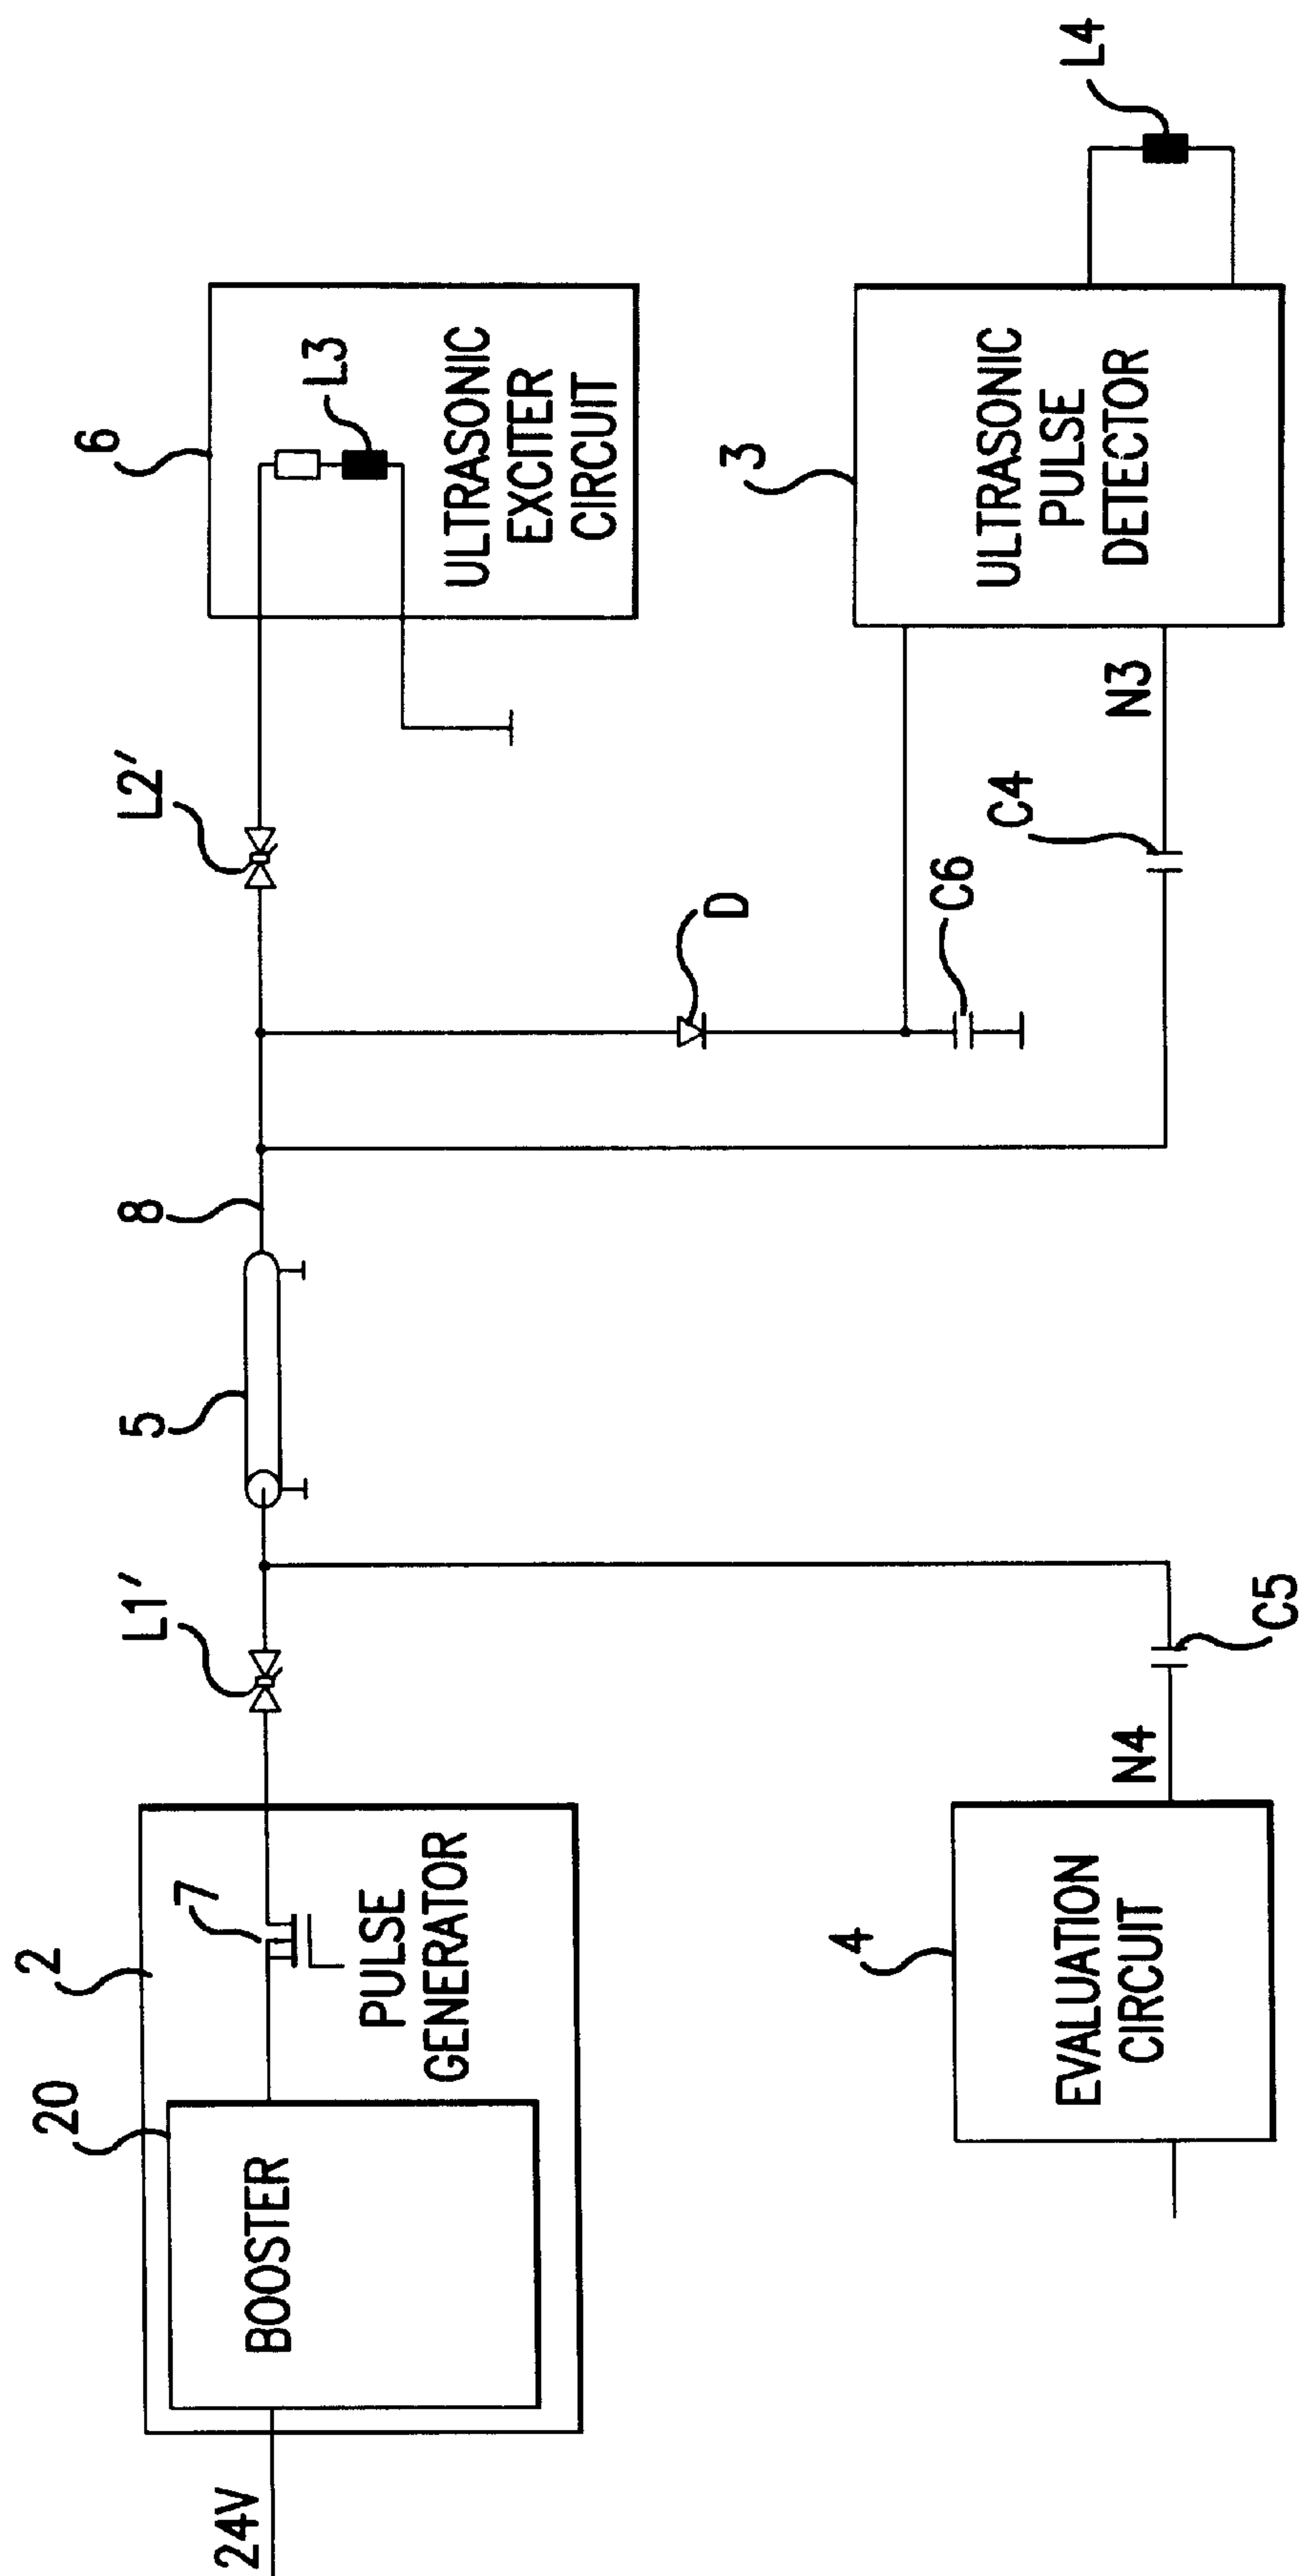 24V
20
BOOSTER
2
7
PULSE
GENERATOR
L1'
5
8
L2'
6
L3
ULTRASONIC
EXCITER
CIRCUIT
4
EVALUATION
CIRCUIT
N4
C5
D
C6
C4
N3
3
ULTRASONIC
PULSE
DETECTOR
L4